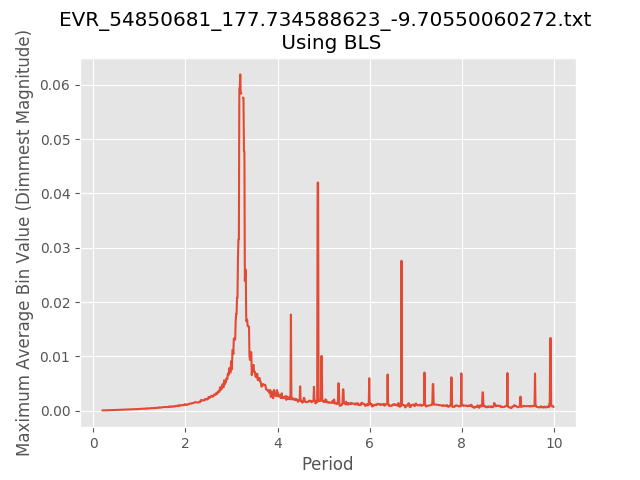 EVR_54850681_177.734588623_-9.70550060272.txt
Using BLS
Maximum Average Bin Value (Dimmest Magnitude)
0.06
0.05
0.04
0.03
0.02
0.01
0.00
0 2 4 6 8 10
Period